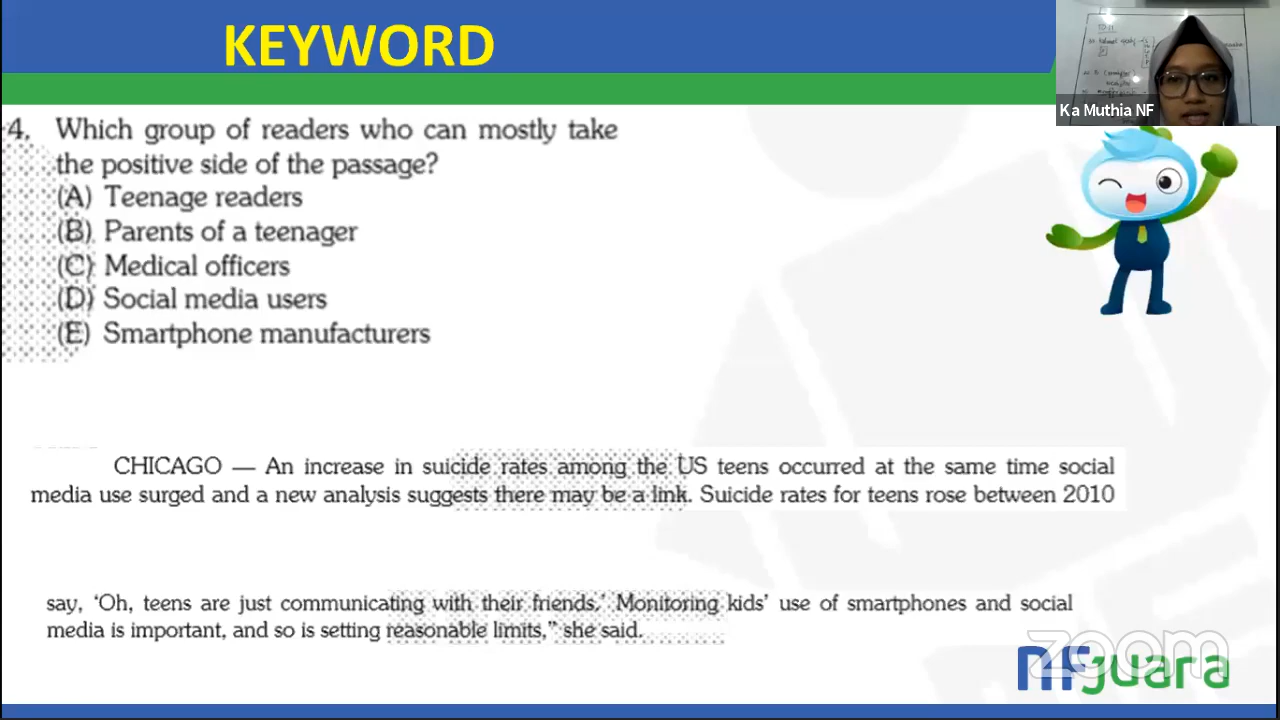 KEYWORD
Ka Muthia NF
4. Which group of readers who can mostly take
the positive side of the passage?
(A) Teenage readers
(B) Parents of a teenager
(C) Medical officers
(D) Social media users
(E) Smartphone manufacturers
CHICAGO — An increase in suicide rates among the US teens occurred at the same time social
media use surged and a new analysis suggests there may be a link. Suicide rates for teens rose between 2010
say, 'Oh, teens are just communicating with their friends.' Monitoring kids' use of smartphones and social
media is important, and so is setting reasonable limits," she said.
zoom
nfjuara